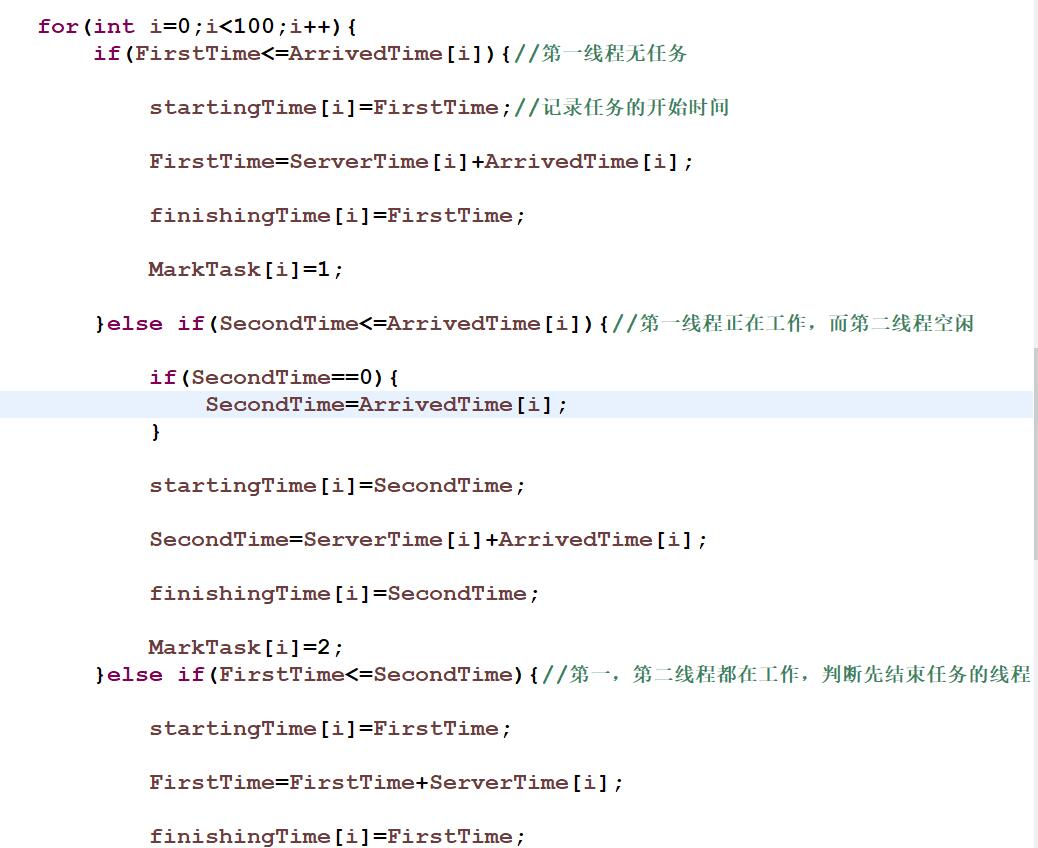 for(int i=0;i<100;i++){
if(FirstTime<=ArrivedTime[i]){//第一线程无任务
startingTime[i]=FirstTime;//记录任务的开始时间
FirstTime=ServerTime[i]+ArrivedTime[i];
finishingTime[i]=FirstTime;
MarkTask[i]=1;
}else if(SecondTime<=ArrivedTime[i]){//第一线程正在工作，而第二线程空闲
if(SecondTime==0){
SecondTime=ArrivedTime[i];
}
startingTime[i]=SecondTime;
SecondTime=ServerTime[i]+ArrivedTime[i];
finishingTime[i]=SecondTime;
MarkTask[i]=2;
}else if(FirstTime<=SecondTime){//第一，第二线程都在工作，判断先结束任务的线程
startingTime[i]=FirstTime;
FirstTime=FirstTime+ServerTime[i];
finishingTime[i]=FirstTime;